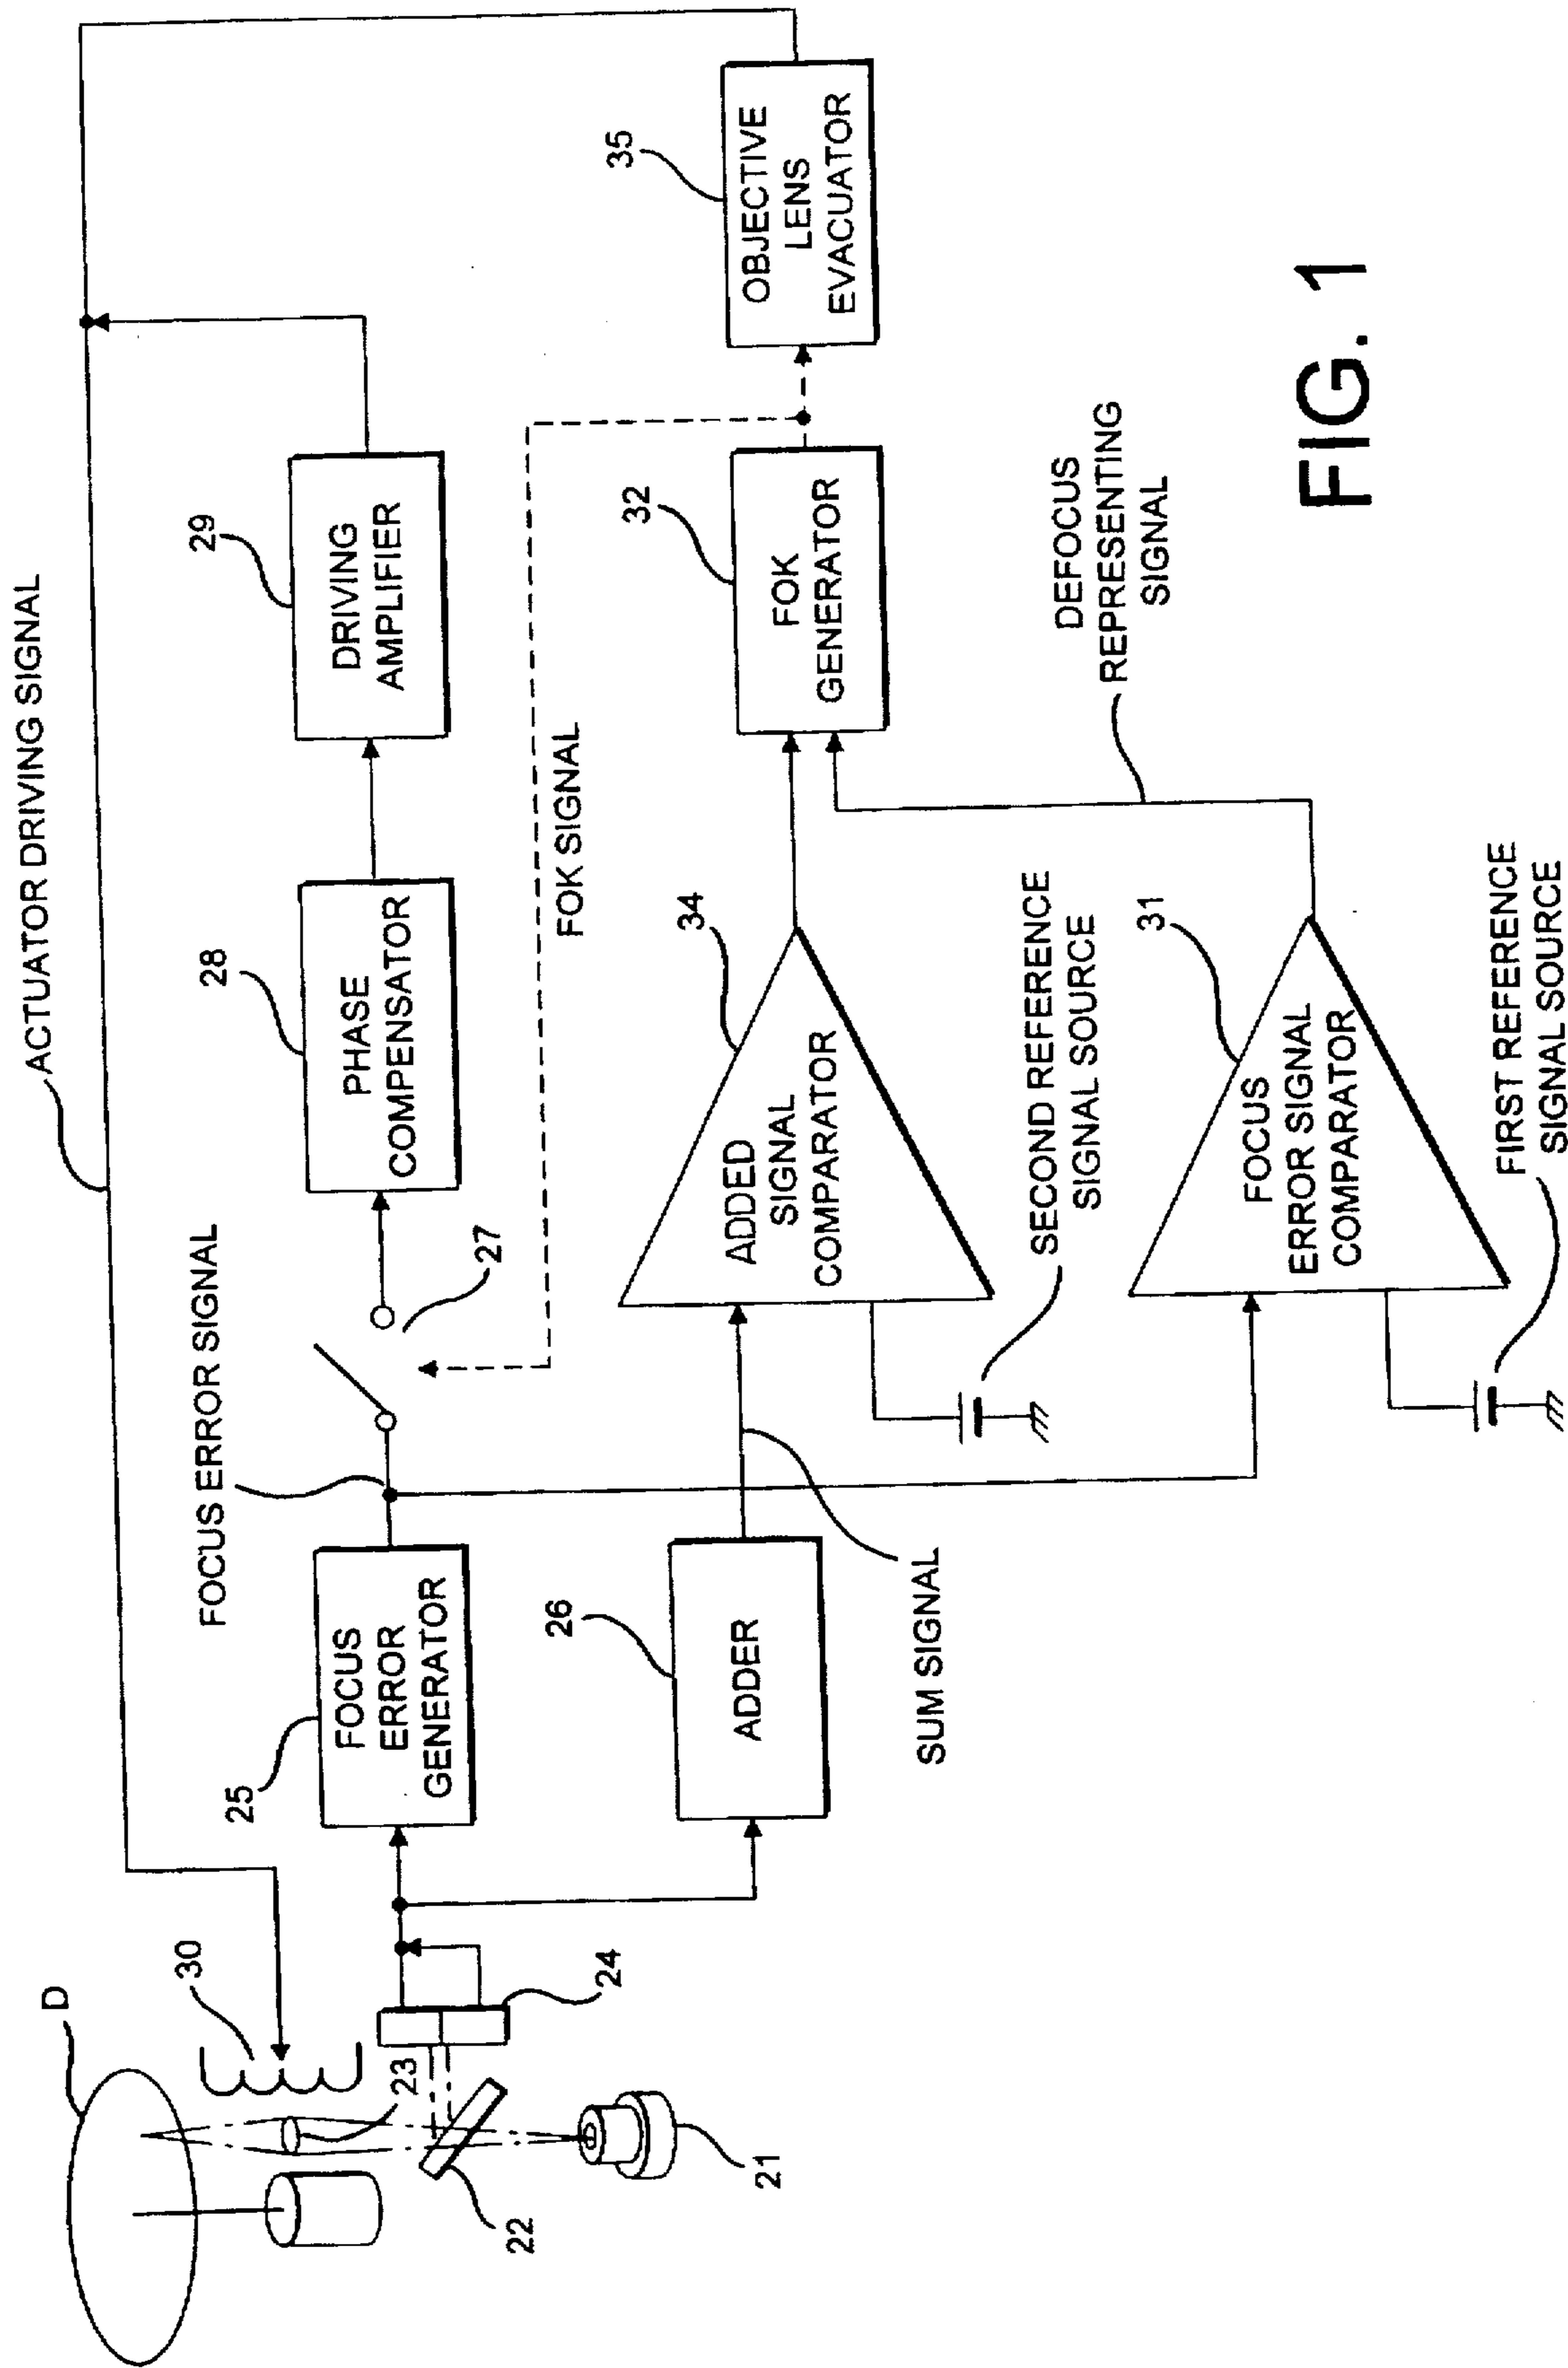 ACTUATOR DRIVING SIGNAL
D
30
23
24
22
21
FOCUS ERROR SIGNAL
25
FOCUS
ERROR
GENERATOR
27
28
PHASE
COMPENSATOR
29
DRIVING
AMPLIFIER
FOK SIGNAL
26
ADDER
SUM SIGNAL
34
ADDED
SIGNAL
COMPARATOR
SECOND REFERENCE
SIGNAL SOURCE
32
FOK
GENERATOR
35
OBJECTIVE
LENS
EVACUATOR
DEFOCUS
REPRESENTING
SIGNAL
31
FOCUS
ERROR SIGNAL
COMPARATOR
FIRST REFERENCE
SIGNAL SOURCE
FIG. 1